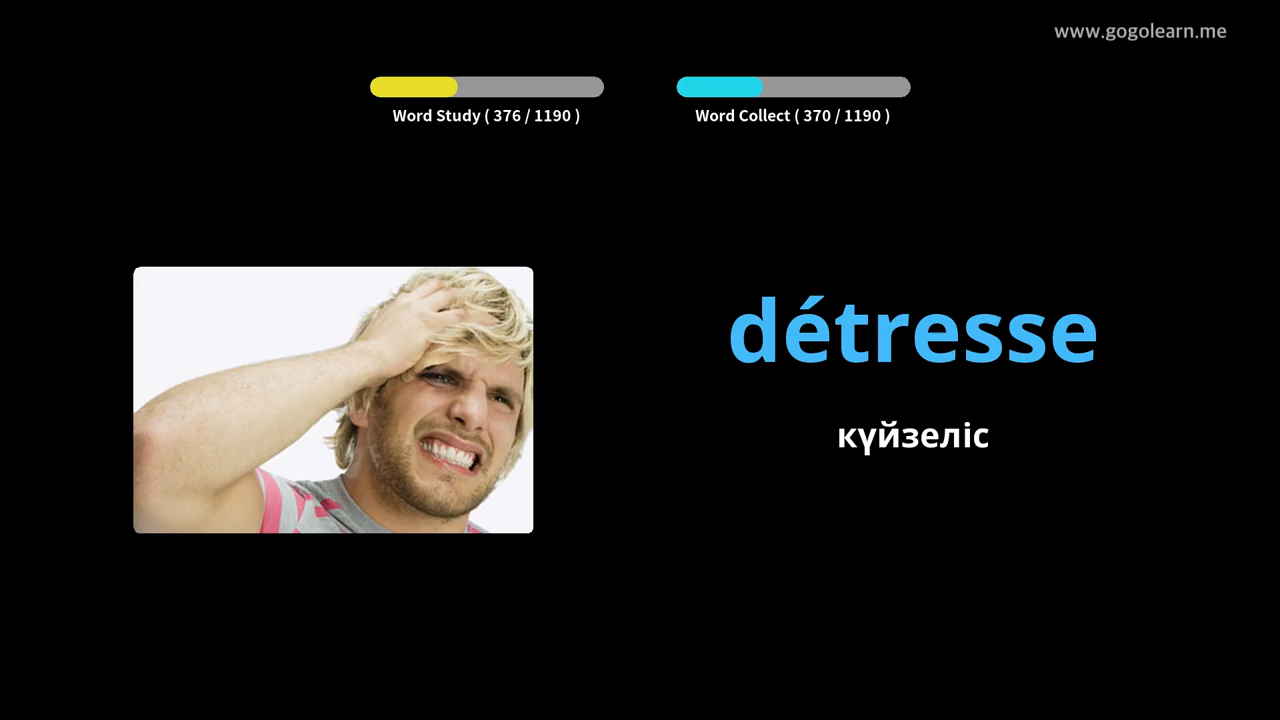 www.gogolearn.me
Word Study ( 376 / 1190 )
Word Collect ( 370 / 1190 )
détresse
күйзеліс